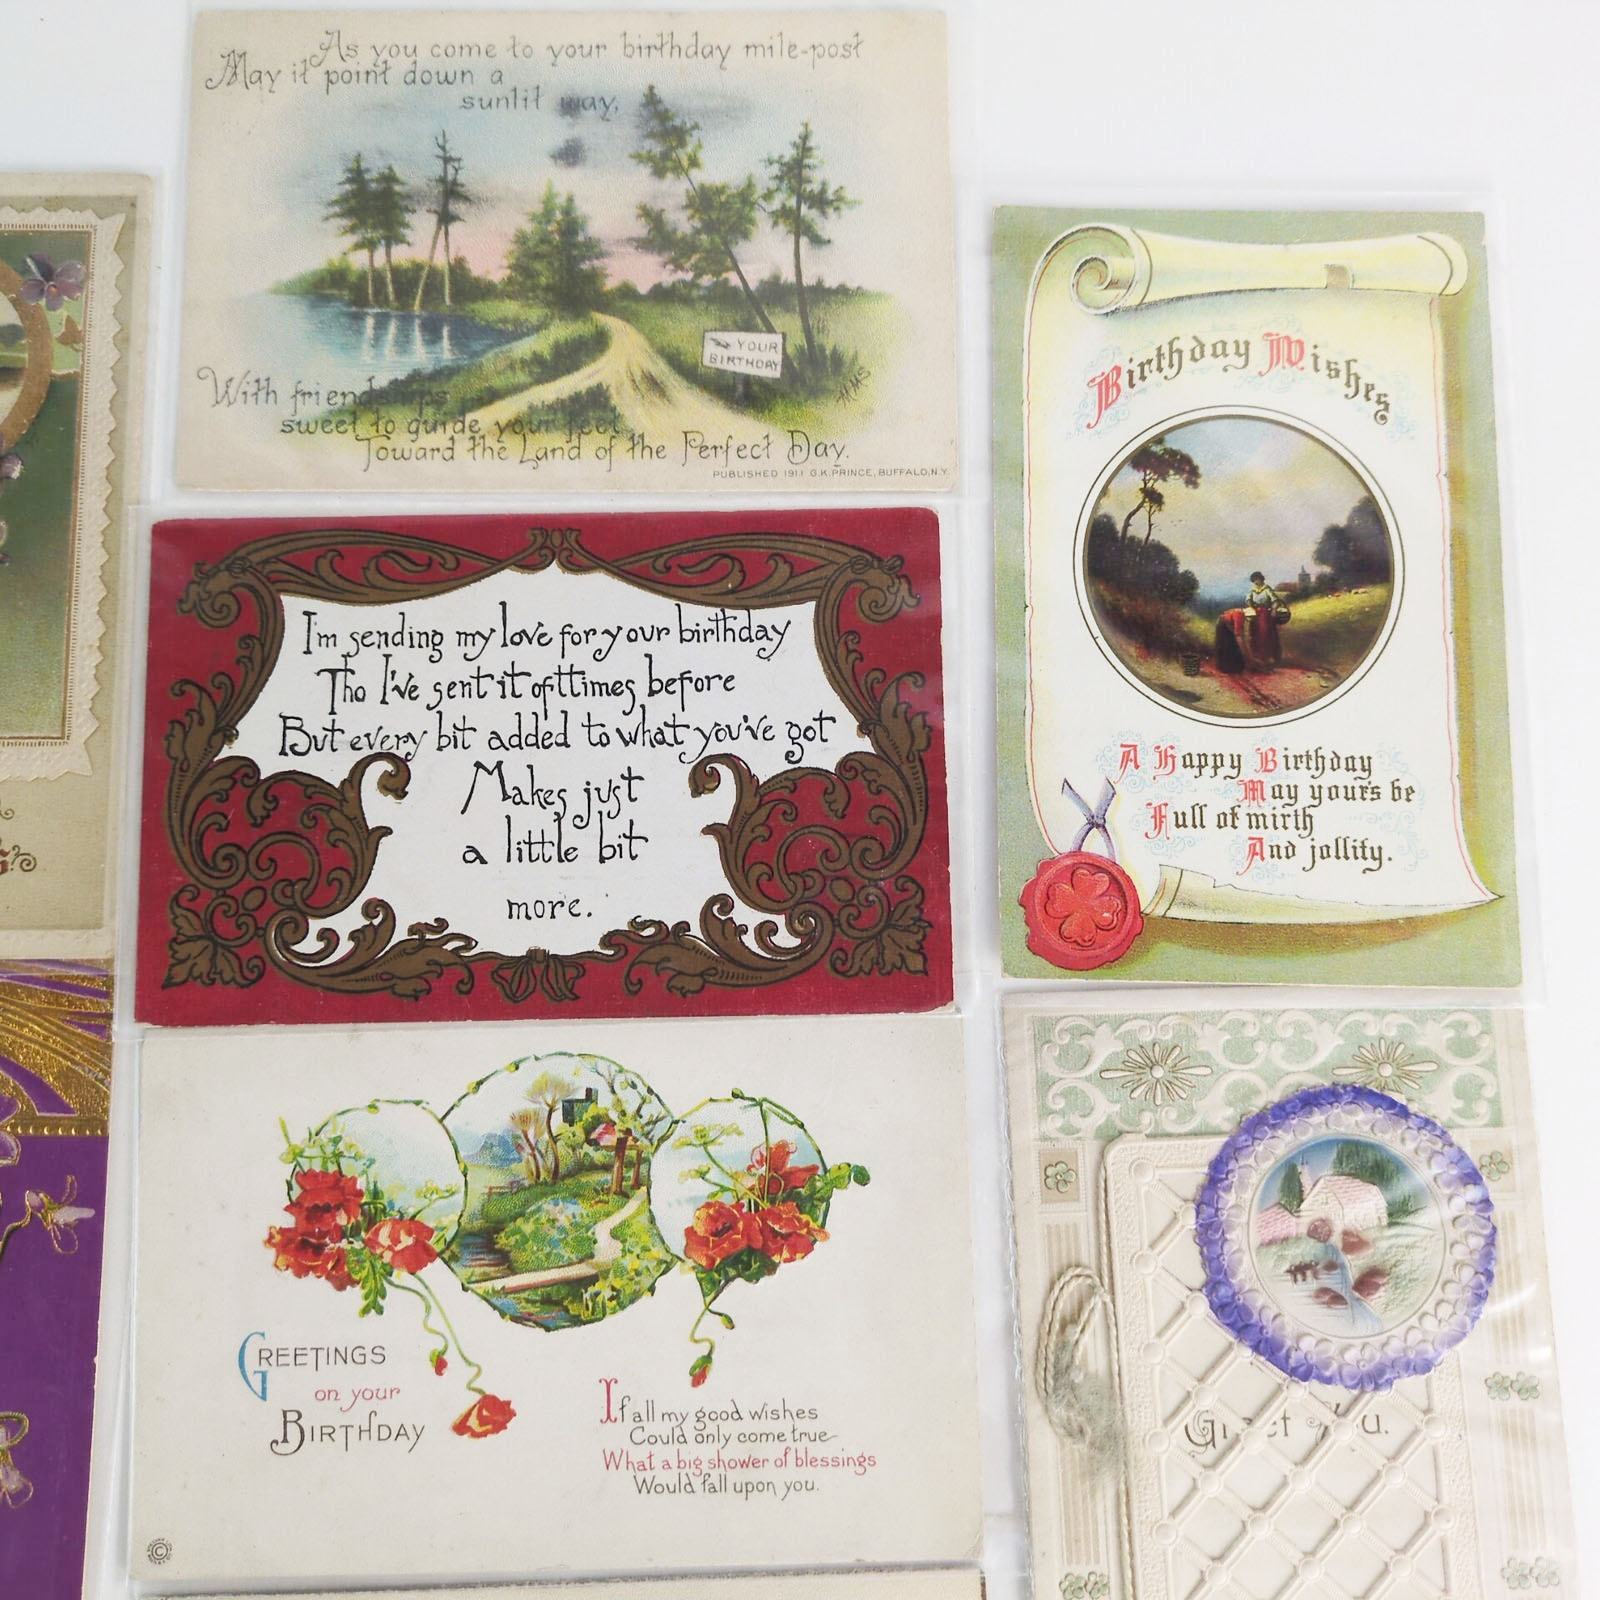 As you come to your birthday mile-post
May it point down a
sunlit way,
YOUR
BIRTHDAY
HMS
With friendships
sweet to guide your feet
Toward the Land of the Perfect Day.
PUBLISHED 1911 G.K.PRINCE, BUFFALO,N.Y.
I'm sending my love for your birthday
Tho I've sent it ofttimes before
But every bit added to what you've got
Makes just
a little bit
more.
Birthday Wishes
A Happy Birthday
May yours be
Full of mirth
And jollity.
GREETINGS
on your
BIRTHDAY
If all my good wishes
Could only come true
What a big shower of blessings
Would fall upon you.
©
Greet You.